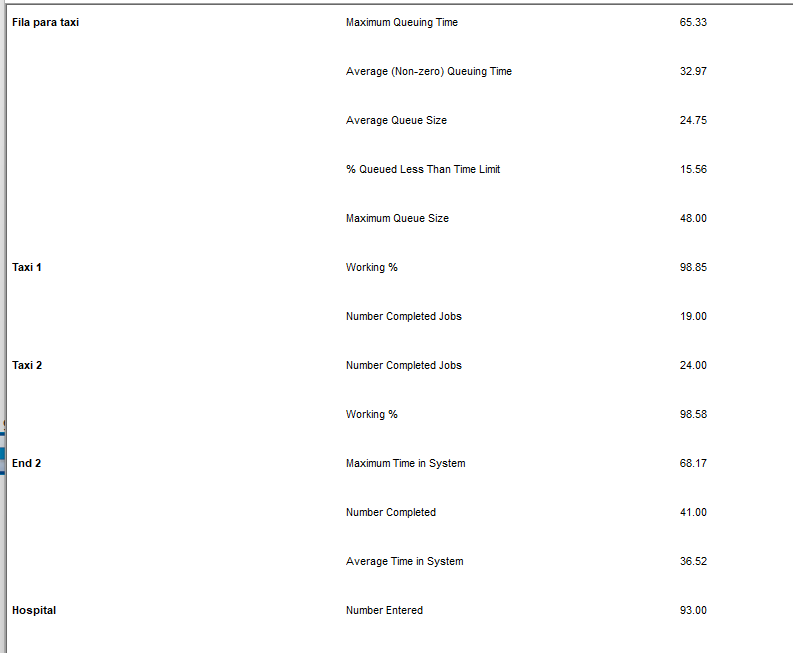 Fila para taxi Maximum Queuing Time 65.33
Average (Non-zero) Queuing Time 32.97
Average Queue Size 24.75
% Queued Less Than Time Limit 15.56
Maximum Queue Size 48.00
Taxi 1 Working % 98.85
Number Completed Jobs 19.00
Taxi 2 Number Completed Jobs 24.00
Working % 98.58
End 2 Maximum Time in System 68.17
Number Completed 41.00
Average Time in System 36.52
Hospital Number Entered 93.00